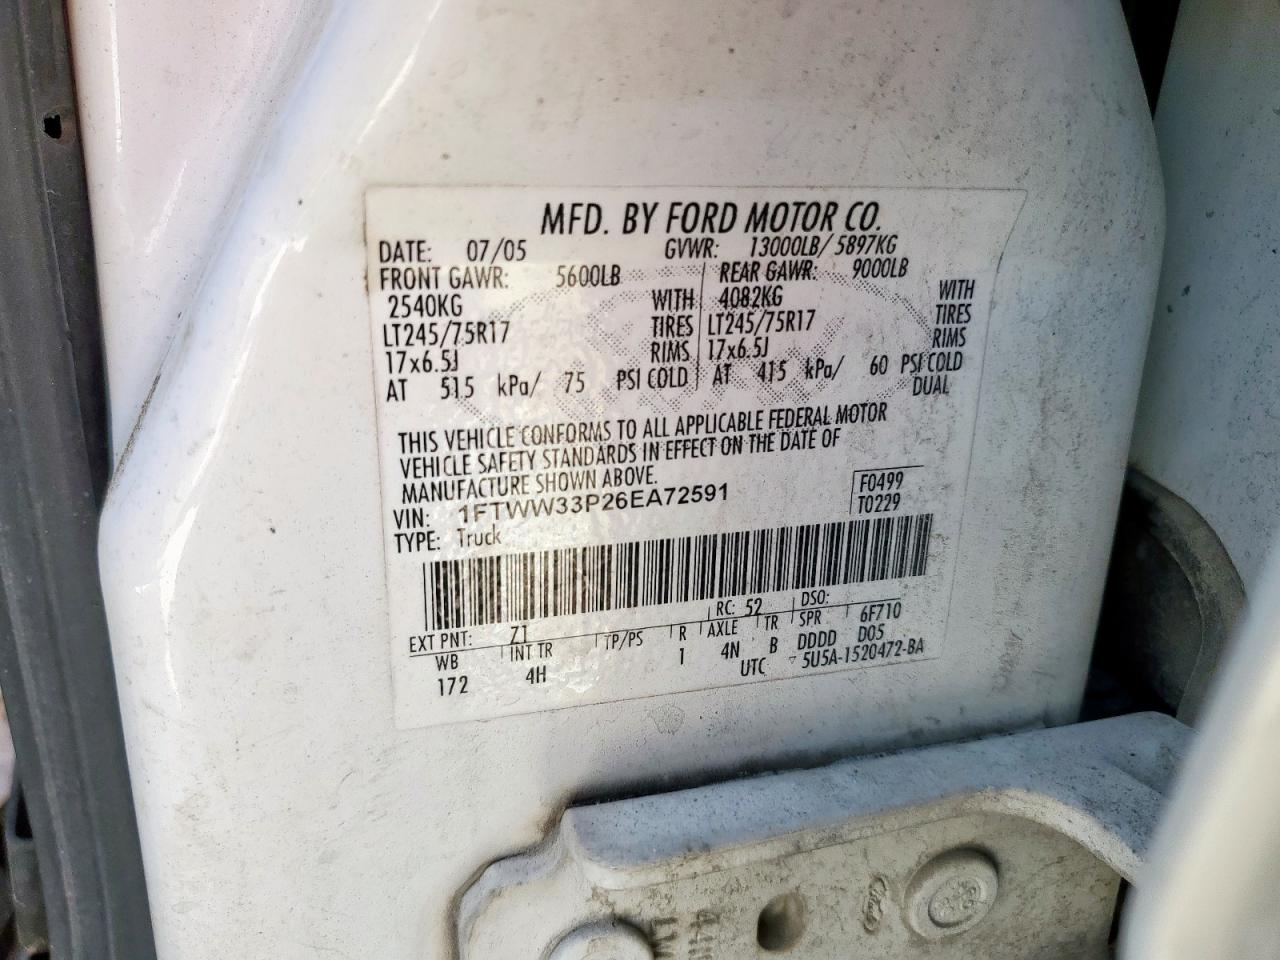 MFD. BY FORD MOTOR CO.
DATE: 07/05 GVWR: 13000LB/ 5897KG
FRONT GAWR: 5600LB REAR GAWR: 9000LB
2540KG WITH 4082KG WITH
LT245/75R17 TIRES LT245/75R17 TIRES
17x6.5J RIMS 17x6.5J RIMS
AT 515 kPa/ 75 PSI COLD AT 415 kPa/ 60 PSI COLD
DUAL
THIS VEHICLE CONFORMS TO ALL APPLICABLE FEDERAL MOTOR
VEHICLE SAFETY STANDARDS IN EFFECT ON THE DATE OF
MANUFACTURE SHOWN ABOVE.
VIN: 1FTWW33P26EA72591 F0499
TYPE: Truck T0229
EXT PNT: Z1 RC: 52 DSO:
WB INT TR TP/PS R AXLE TR SPR 6F710
172 4H 1 4N B DDDD D05
UTC 5U5A-1520472-BA